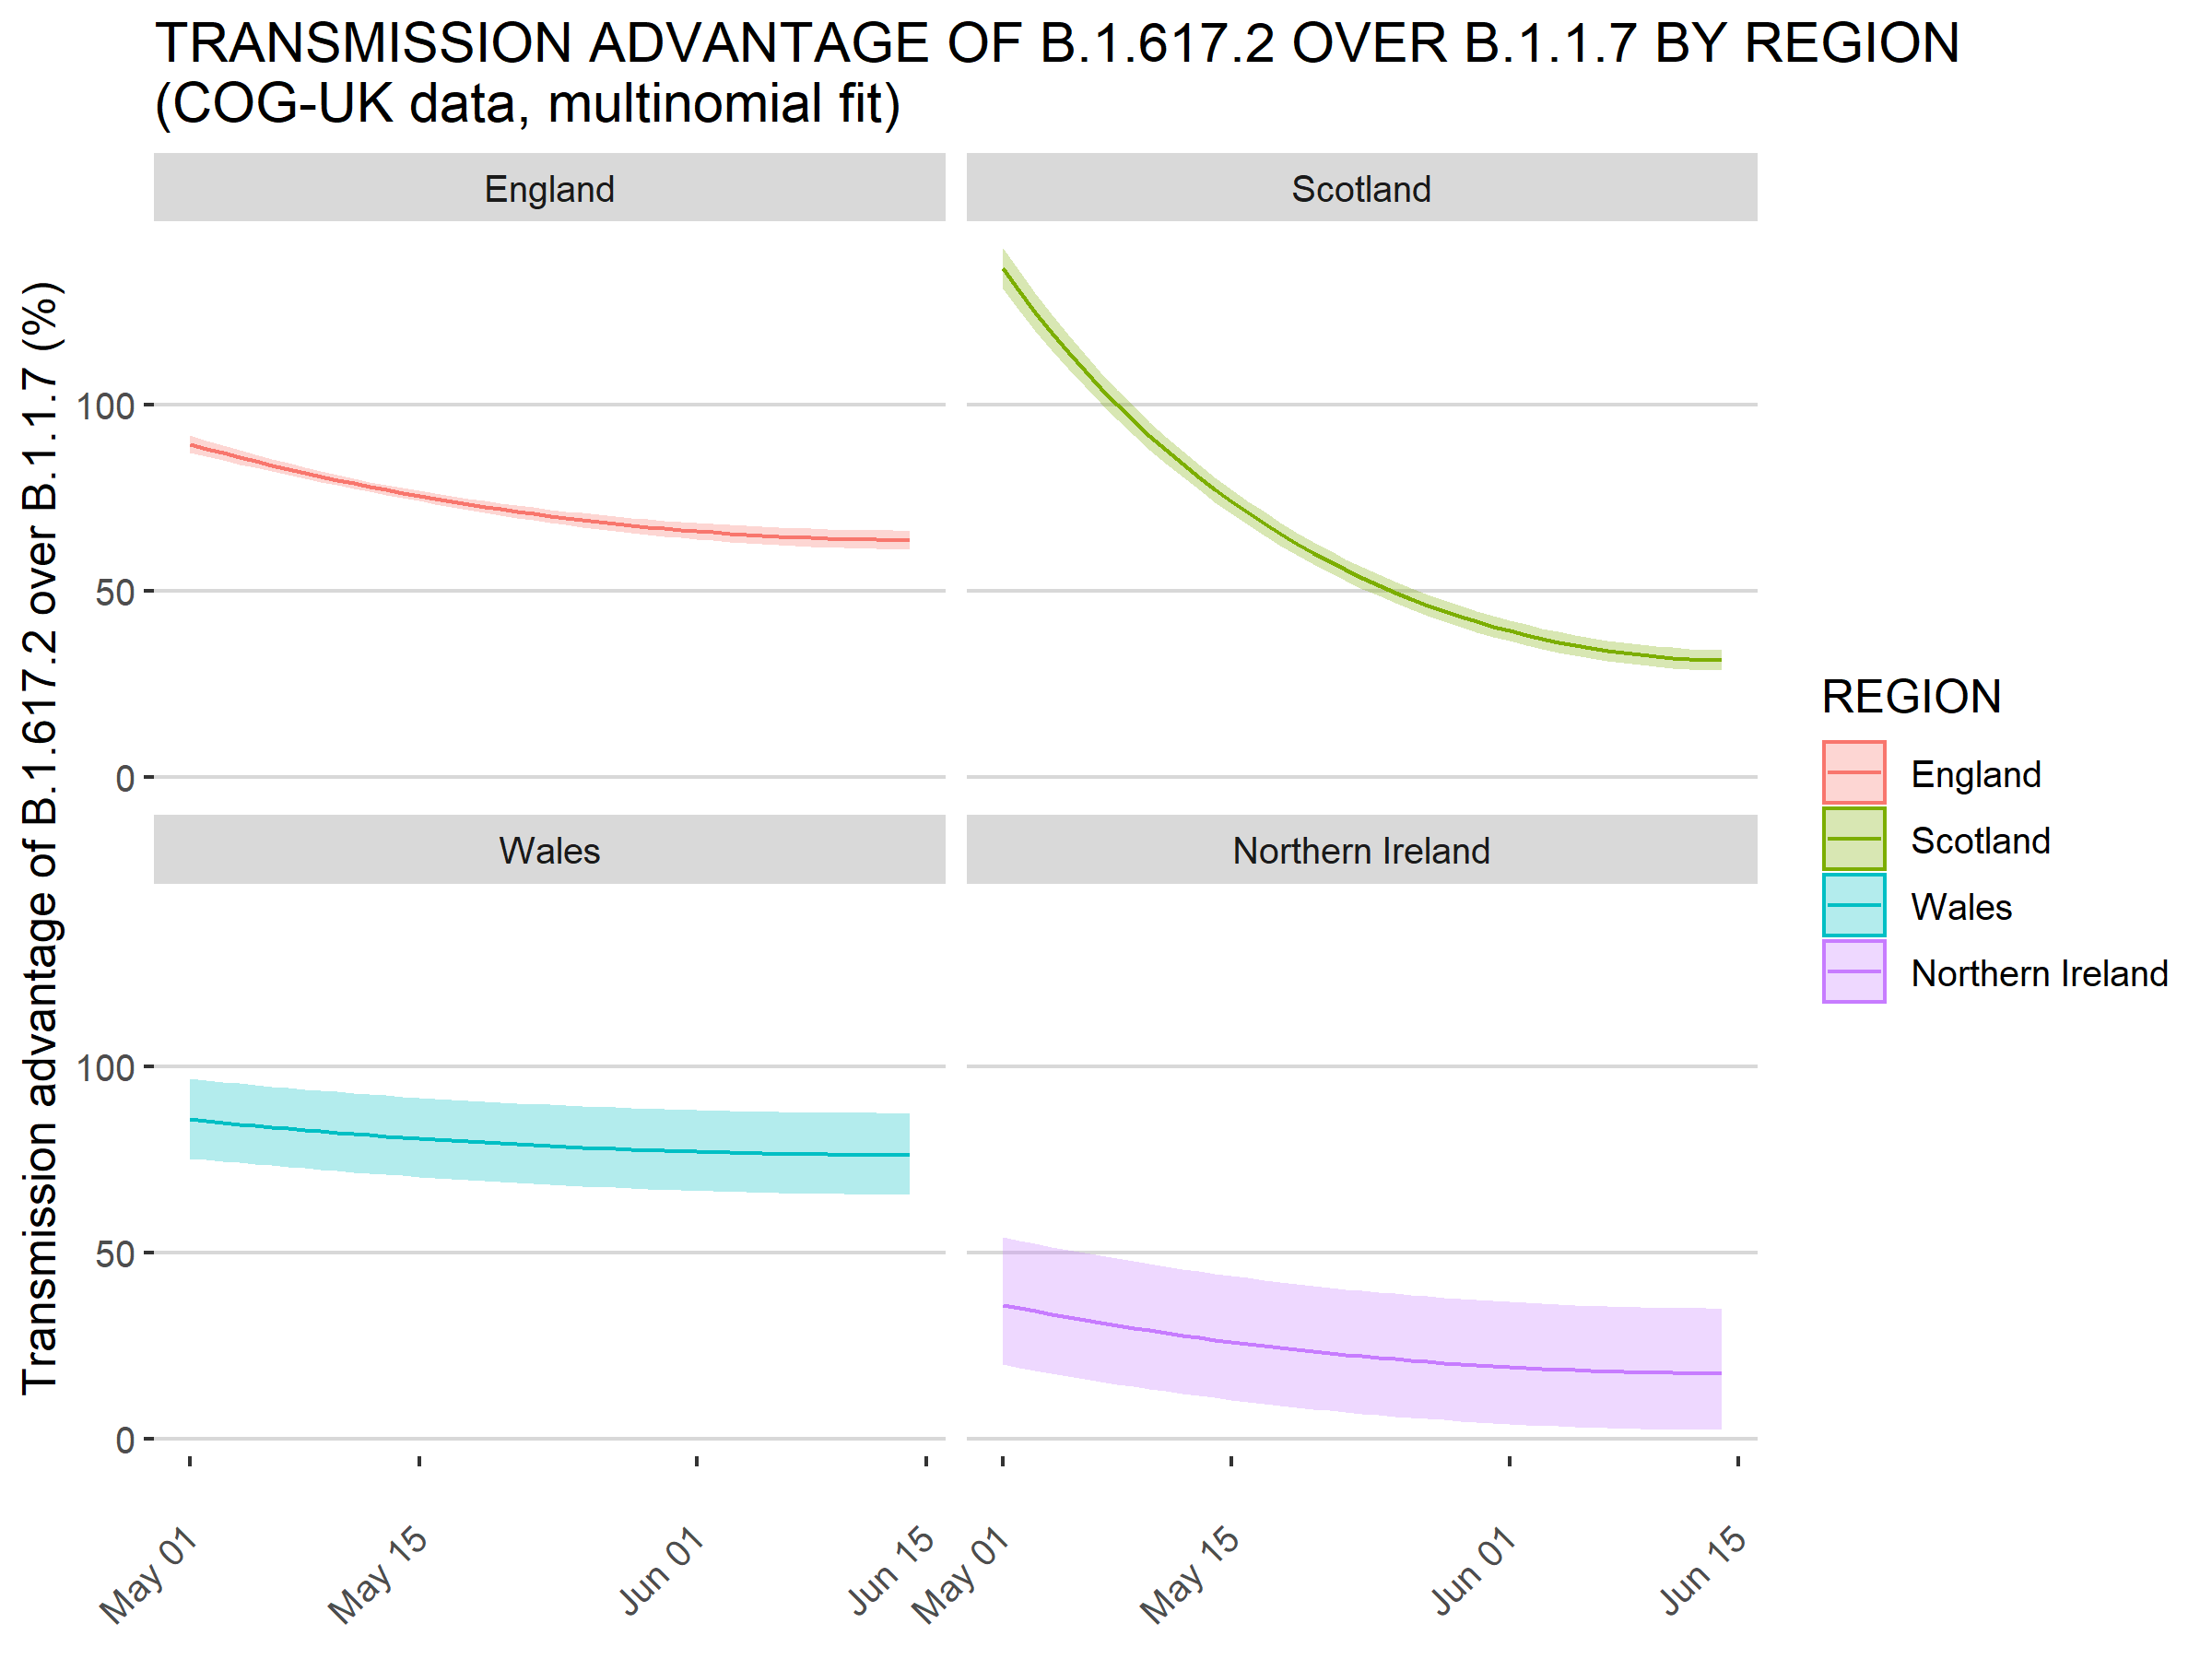 TRANSMISSION ADVANTAGE OF B.1.617.2 OVER B.1.1.7 BY REGION
(COG-UK data, multinomial fit)
Transmission advantage of B.1.617.2 over B.1.1.7 (%)
England
Scotland
100
50
0
Wales
Northern Ireland
100
50
0
May 01
May 15
Jun 01
Jun 15
May 01
May 15
Jun 01
Jun 15
REGION
England
Scotland
Wales
Northern Ireland